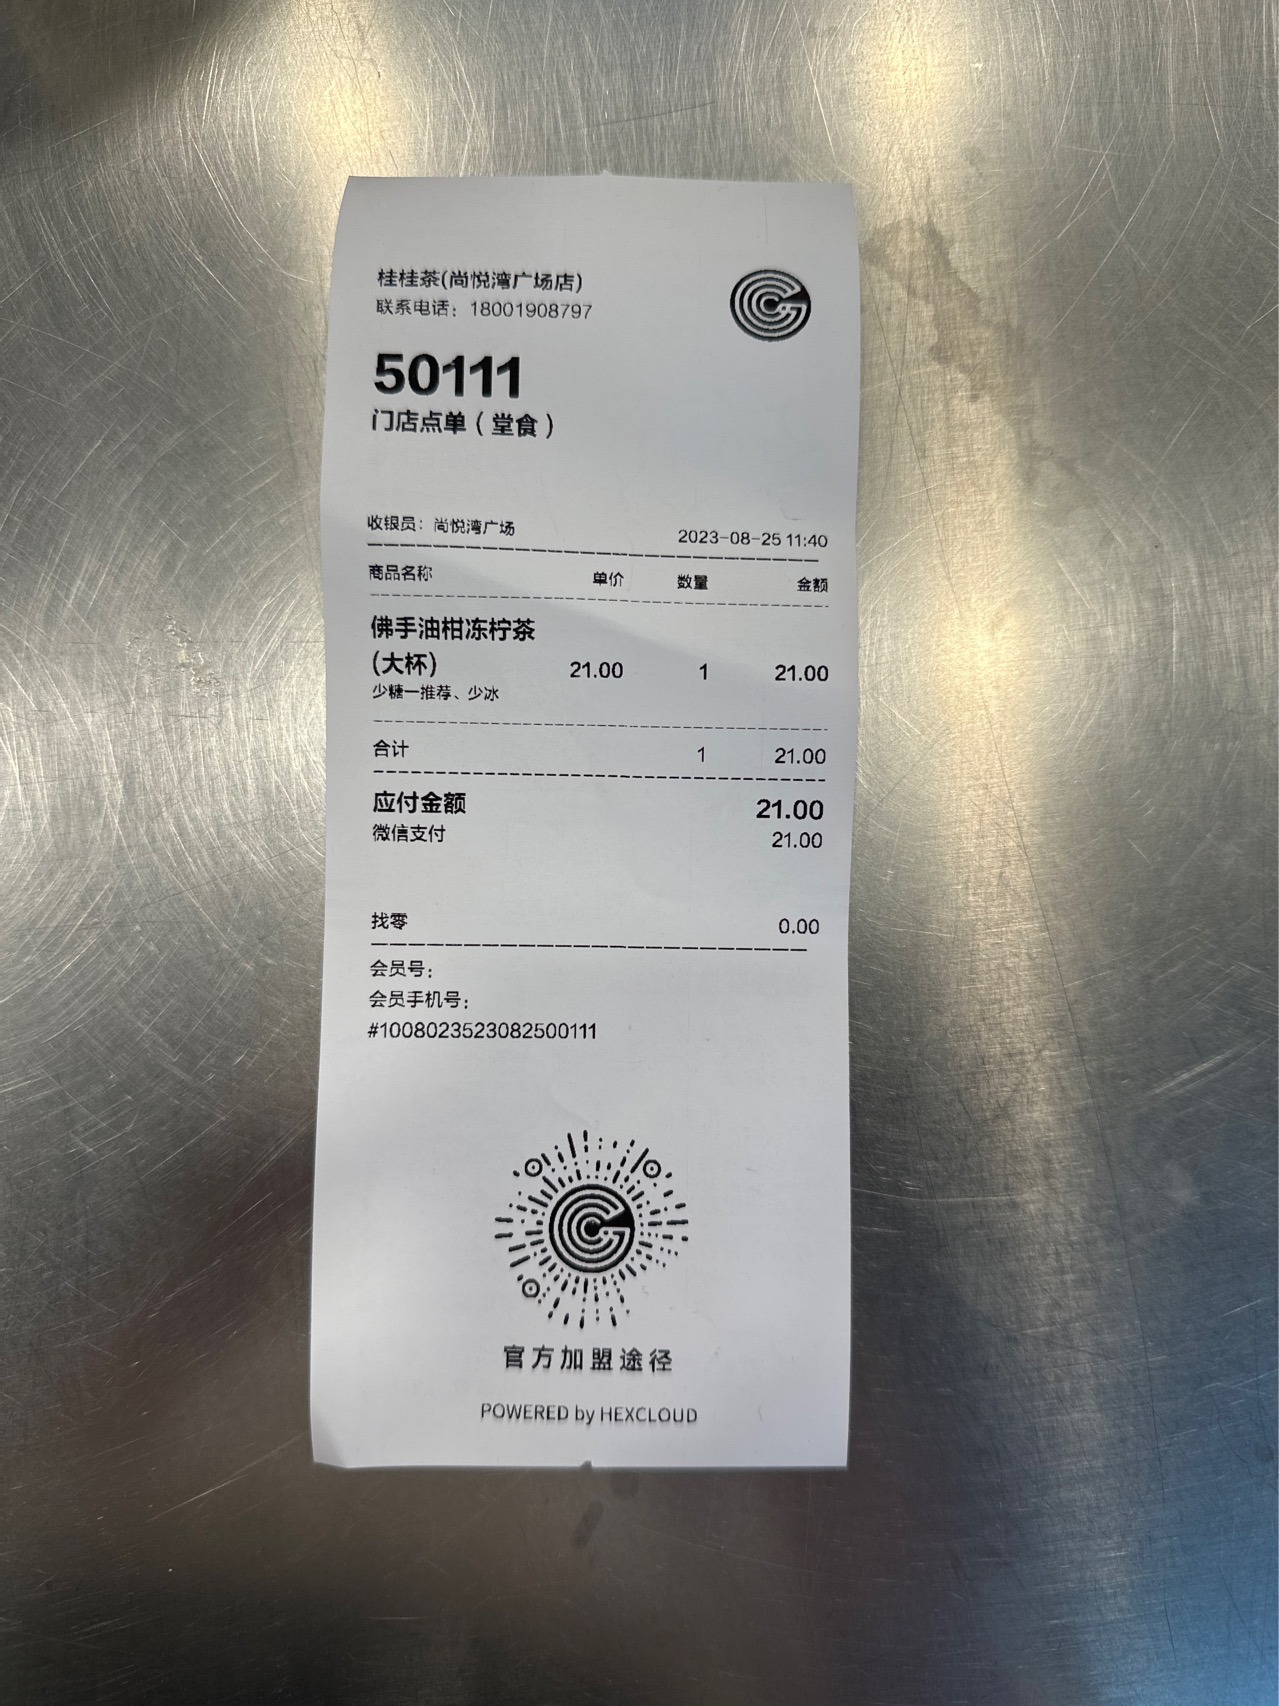 桂桂茶(尚悦湾广场店)
联系电话：18001908797
50111
门店点单（堂食）
收银员：尚悦湾广场 2023-08-25 11:40
商品名称 单价 数量 金额
佛手油柑冻柠茶
(大杯) 21.00 1 21.00
少糖一推荐、少冰
合计 1 21.00
应付金额 21.00
微信支付 21.00
找零 0.00
会员号：
会员手机号：
#1008023523082500111
官方加盟途径
POWERED by HEXCLOUD